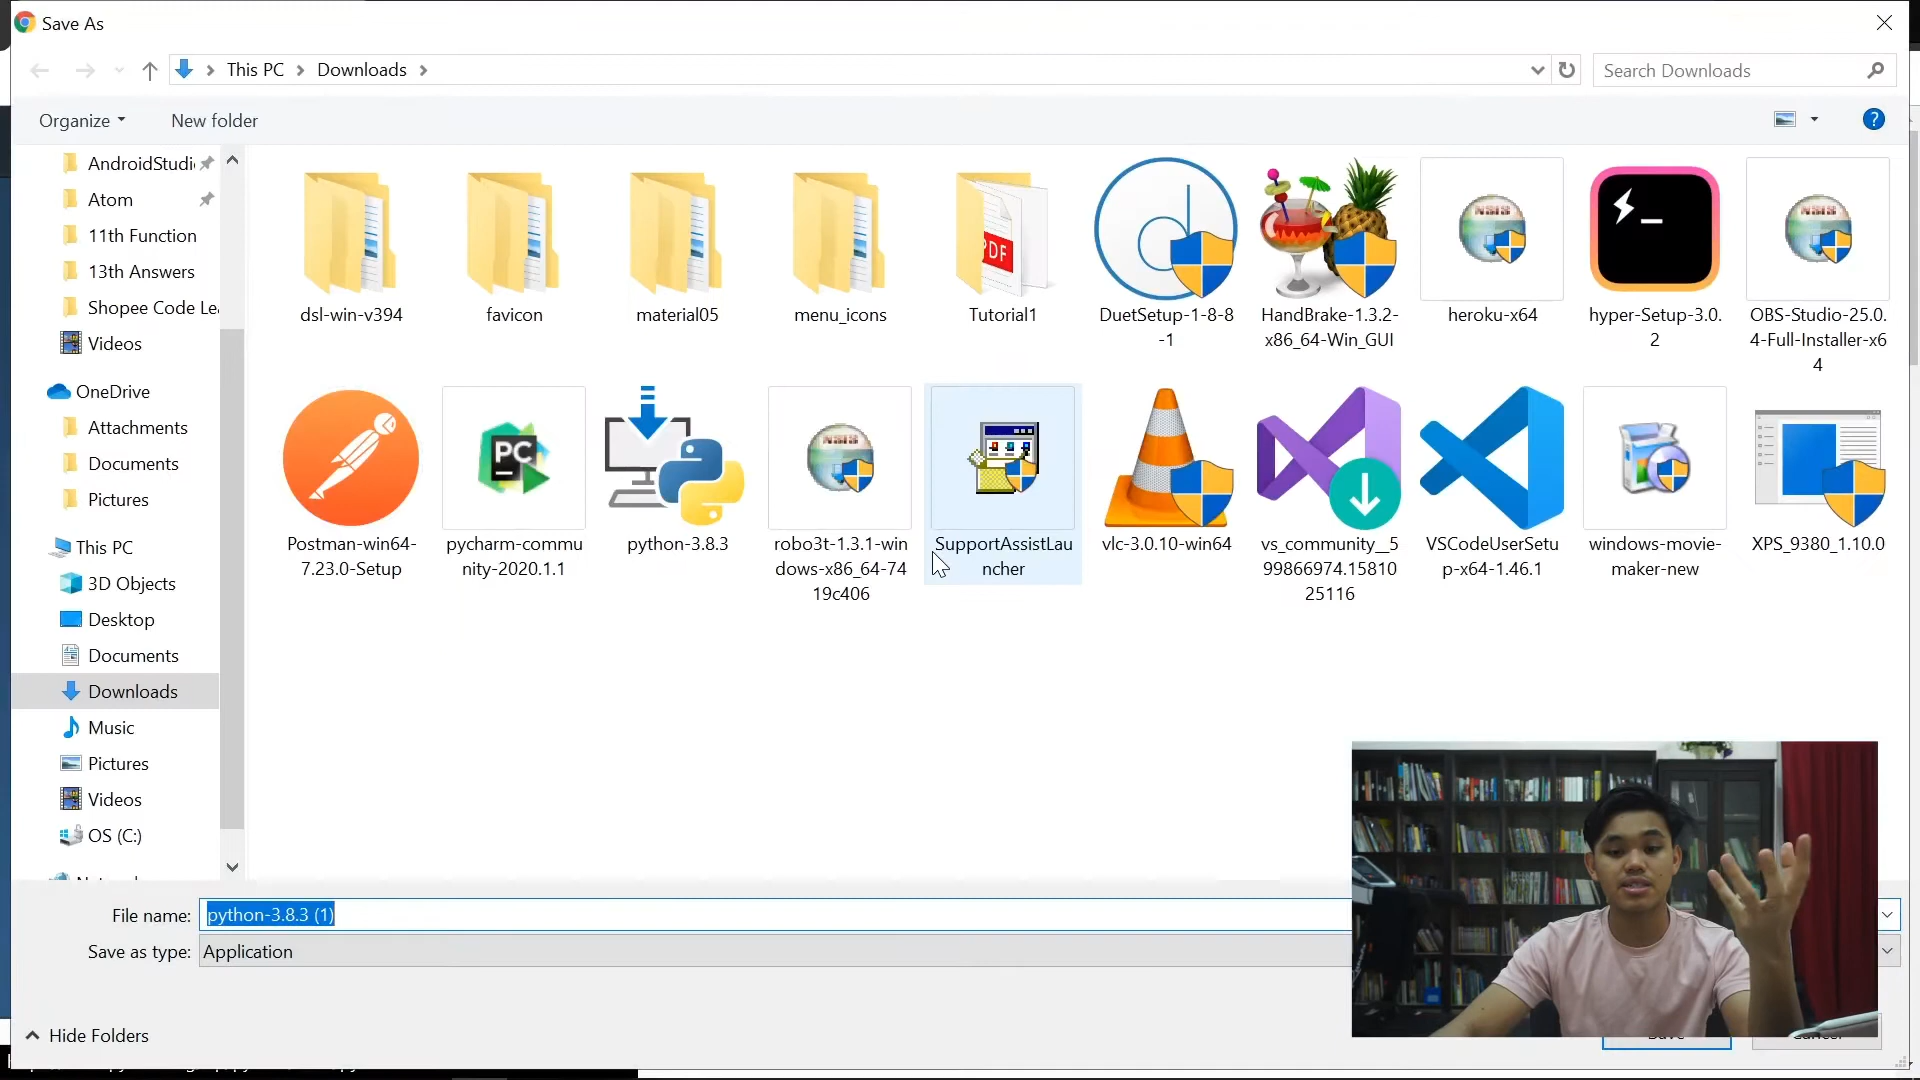 Save As
This PC
Downloads
Search Downloads
Organize
New folder
?
AndroidStudi
Atom
11th Function
13th Answers
Shopee Code Le
Videos
OneDrive
Attachments
Documents
Pictures
This PC
3D Objects
Desktop
Documents
Downloads
Music
Pictures
Videos
OS (C:)
dsl-win-v394
favicon
material05
menu_icons
PDF
Tutorial1
d
DuetSetup-1-8-8
-1
HandBrake-1.3.2-
x86_64-Win_GUI
NSIS
heroku-x64
hyper-Setup-3.0.
2
NSIS
OBS-Studio-25.0.
4-Full-Installer-x6
4
Postman-win64-
7.23.0-Setup
PC
pycharm-commu
nity-2020.1.1
python-3.8.3
NSIS
robo3t-1.3.1-win
dows-x86_64-74
19c406
SupportAssistLau
ncher
vlc-3.0.10-win64
vs_community__5
99866974.15810
25116
VSCodeUserSetu
p-x64-1.46.1
windows-movie-
maker-new
XPS_9380_1.10.0
File name:
python-3.8.3 (1)
Save as type:
Application
Hide Folders